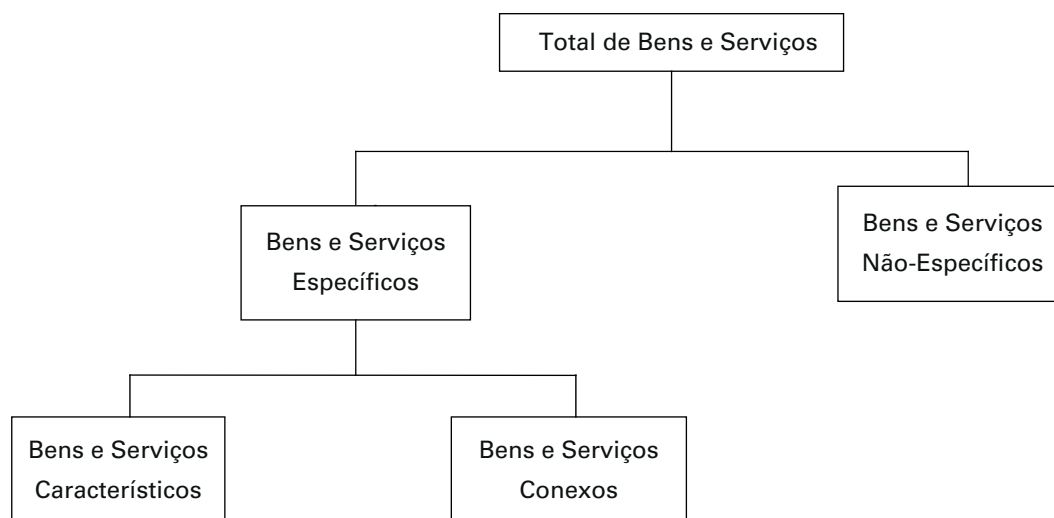 Total de Bens e Serviços
Bens e Serviços
Específicos
Bens e Serviços
Não-Específicos
Bens e Serviços
Característicos
Bens e Serviços
Conexos